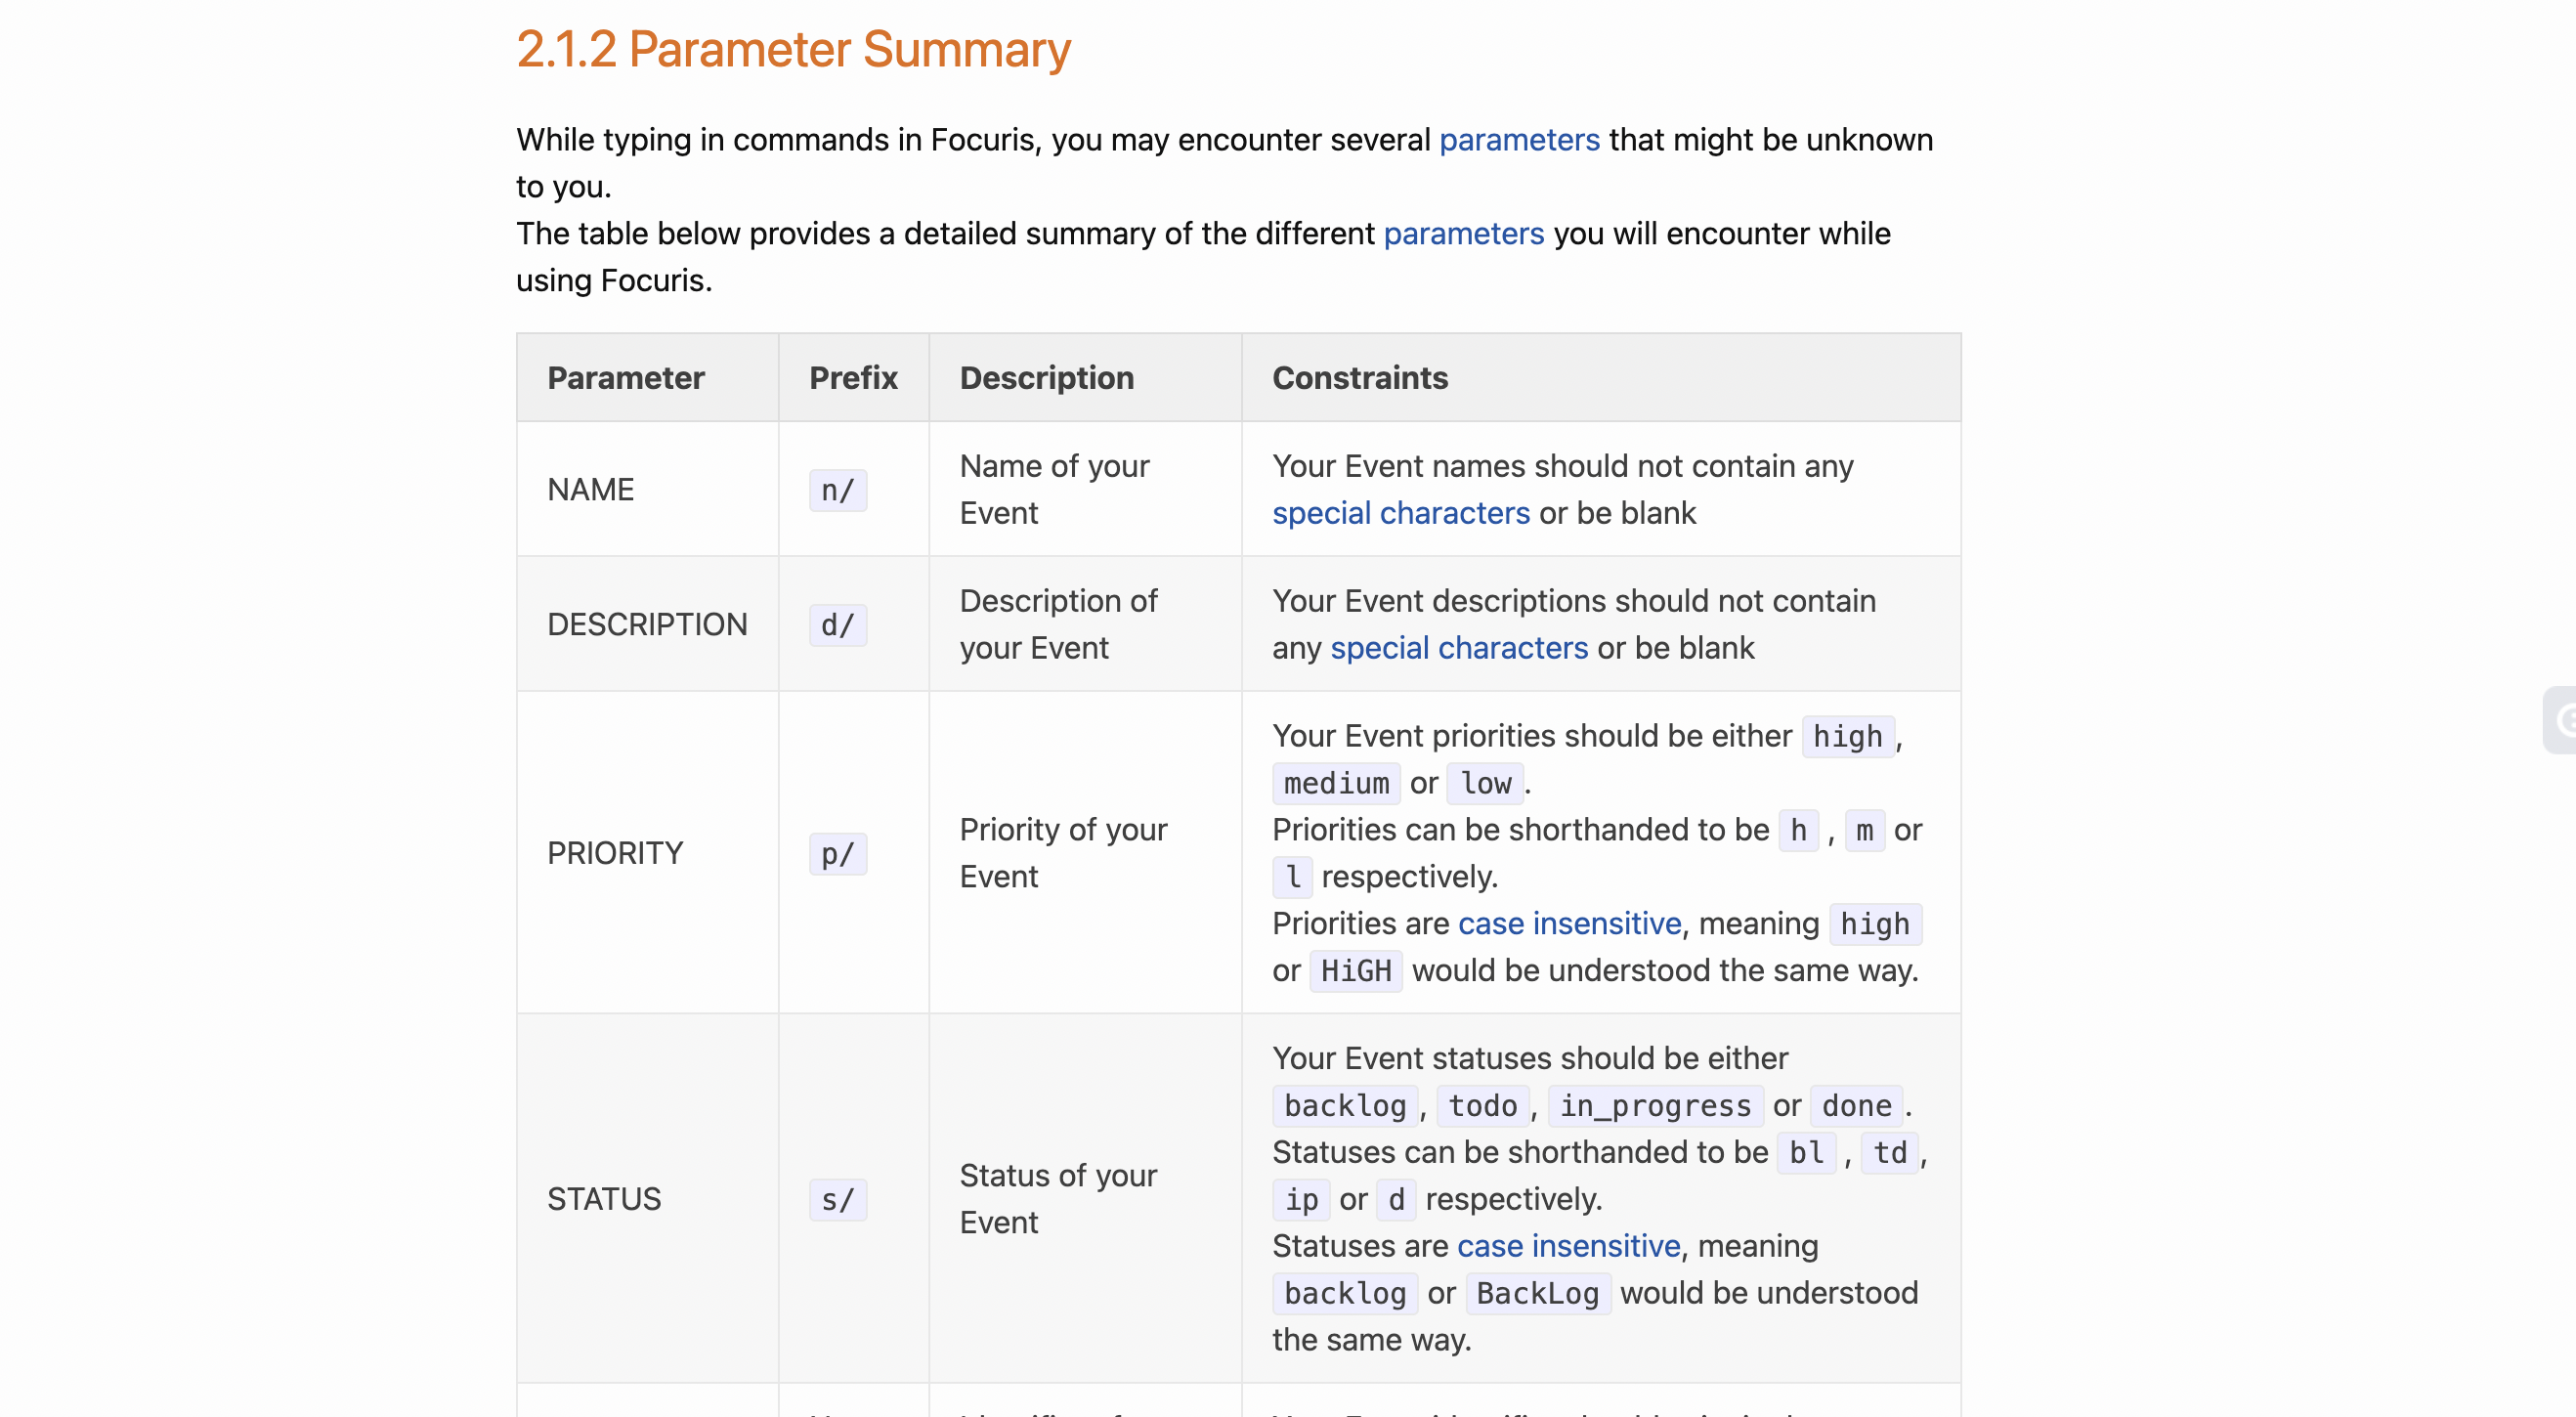 2.1.2 Parameter Summary
While typing in commands in Focuris, you may encounter several parameters that might be unknown
to you.
The table below provides a detailed summary of the different parameters you will encounter while
using Focuris.
Parameter Prefix Description Constraints
NAME
n/
Name of your
Event
Your Event names should not contain any
special characters or be blank
DESCRIPTION
d/
Description of
your Event
Your Event descriptions should not contain
any special characters or be blank
PRIORITY
p/
Priority of your
Event
Your Event priorities should be either high,
medium or low.
Priorities can be shorthanded to be h, m or
l respectively.
Priorities are case insensitive, meaning high
or HiGH would be understood the same way.
STATUS
s/
Status of your
Event
Your Event statuses should be either
backlog, todo, in_progress or done.
Statuses can be shorthanded to be bl, td,
ip or d respectively.
Statuses are case insensitive, meaning
backlog or BackLog would be understood
the same way.